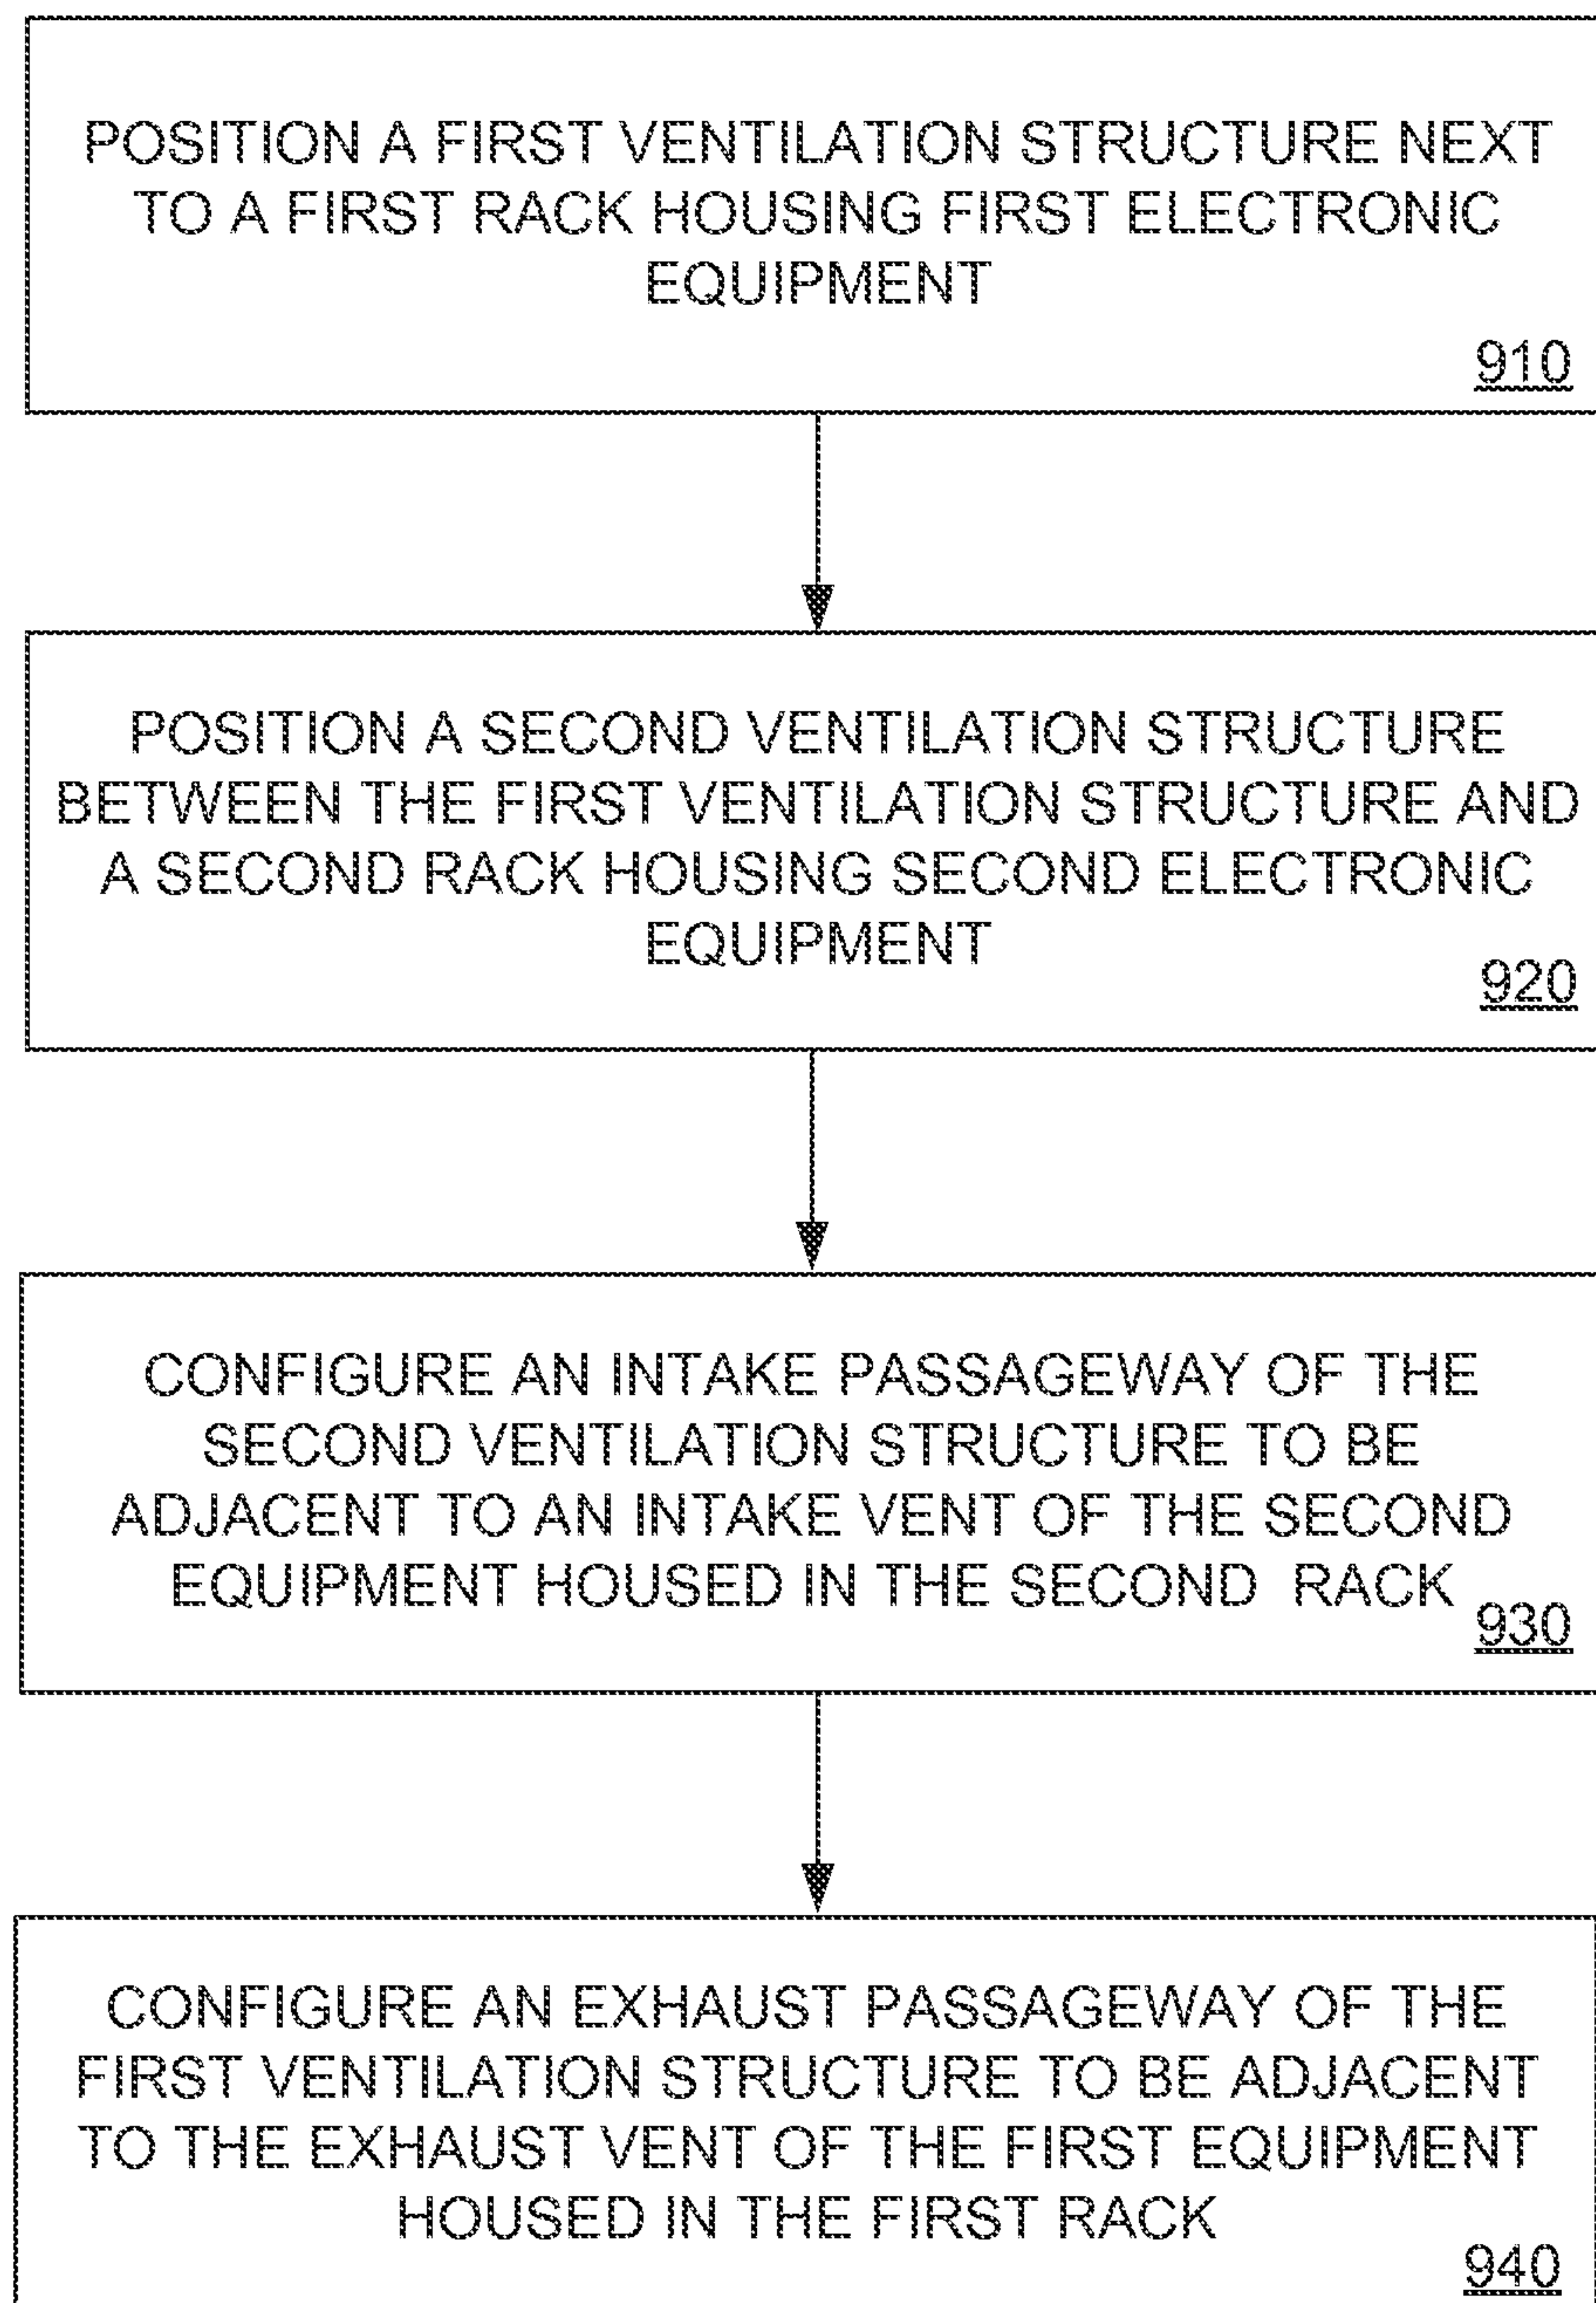 POSITION A FIRST VENTILATION STRUCTURE NEXT
TO A FIRST RACK HOUSING FIRST ELECTRONIC
EQUIPMENT
910
POSITION A SECOND VENTILATION STRUCTURE
BETWEEN THE FIRST VENTILATION STRUCTURE AND
A SECOND RACK HOUSING SECOND ELECTRONIC
EQUIPMENT
920
CONFIGURE AN INTAKE PASSAGEWAY OF THE
SECOND VENTILATION STRUCTURE TO BE
ADJACENT TO AN INTAKE VENT OF THE SECOND
EQUIPMENT HOUSED IN THE SECOND RACK
930
CONFIGURE AN EXHAUST PASSAGEWAY OF THE
FIRST VENTILATION STRUCTURE TO BE ADJACENT
TO THE EXHAUST VENT OF THE FIRST EQUIPMENT
HOUSED IN THE FIRST RACK
940